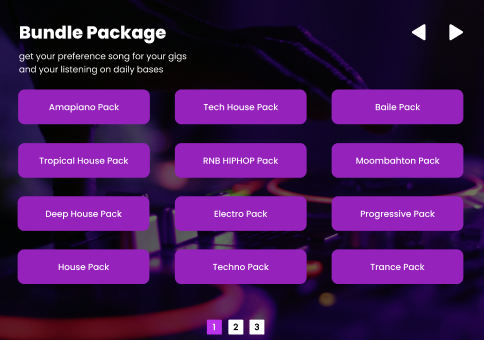 Bundle Package
get your preference song for your gigs
and your listening on daily bases
Amapiano Pack
Tech House Pack
Baile Pack
Tropical House Pack
RNB HIPHOP Pack
Moombahton Pack
Deep House Pack
Electro Pack
Progressive Pack
House Pack
Techno Pack
Trance Pack
1 2 3